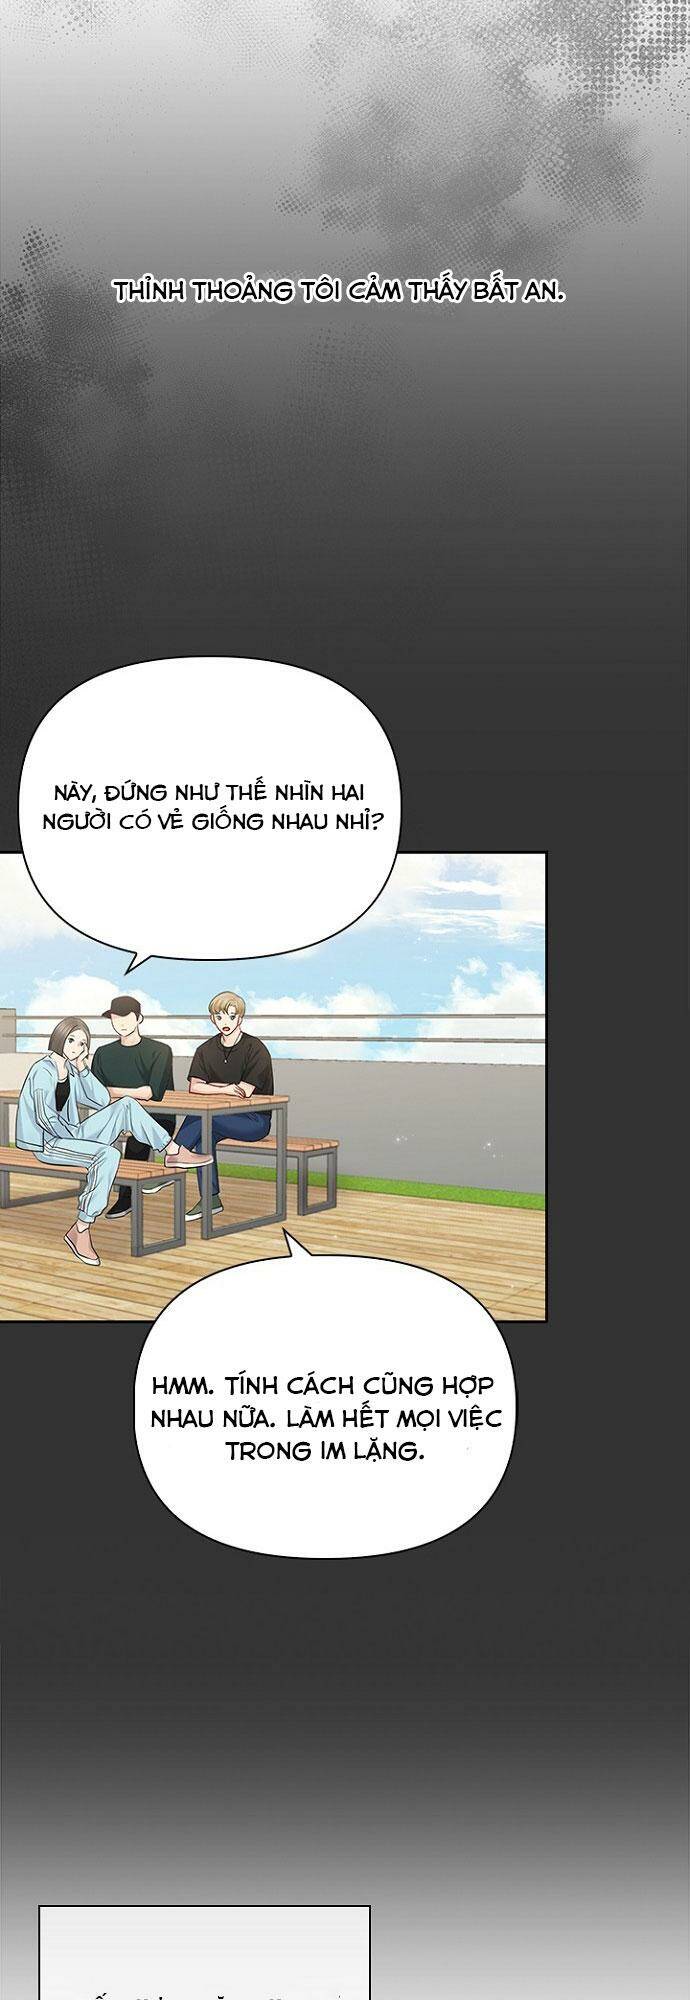 THỈNH THOẢNG TÔI CẢM THẤY BẤT AN.
NÀY, ĐỨNG NHƯ THẾ NHÌN HAI
NGƯỜI CÓ VẺ GIỐNG NHAU NHỈ?
HMM. TÍNH CÁCH CŨNG HỢP
NHAU NỮA. LÀM HẾT MỌI VIỆC
TRONG IM LẶNG.